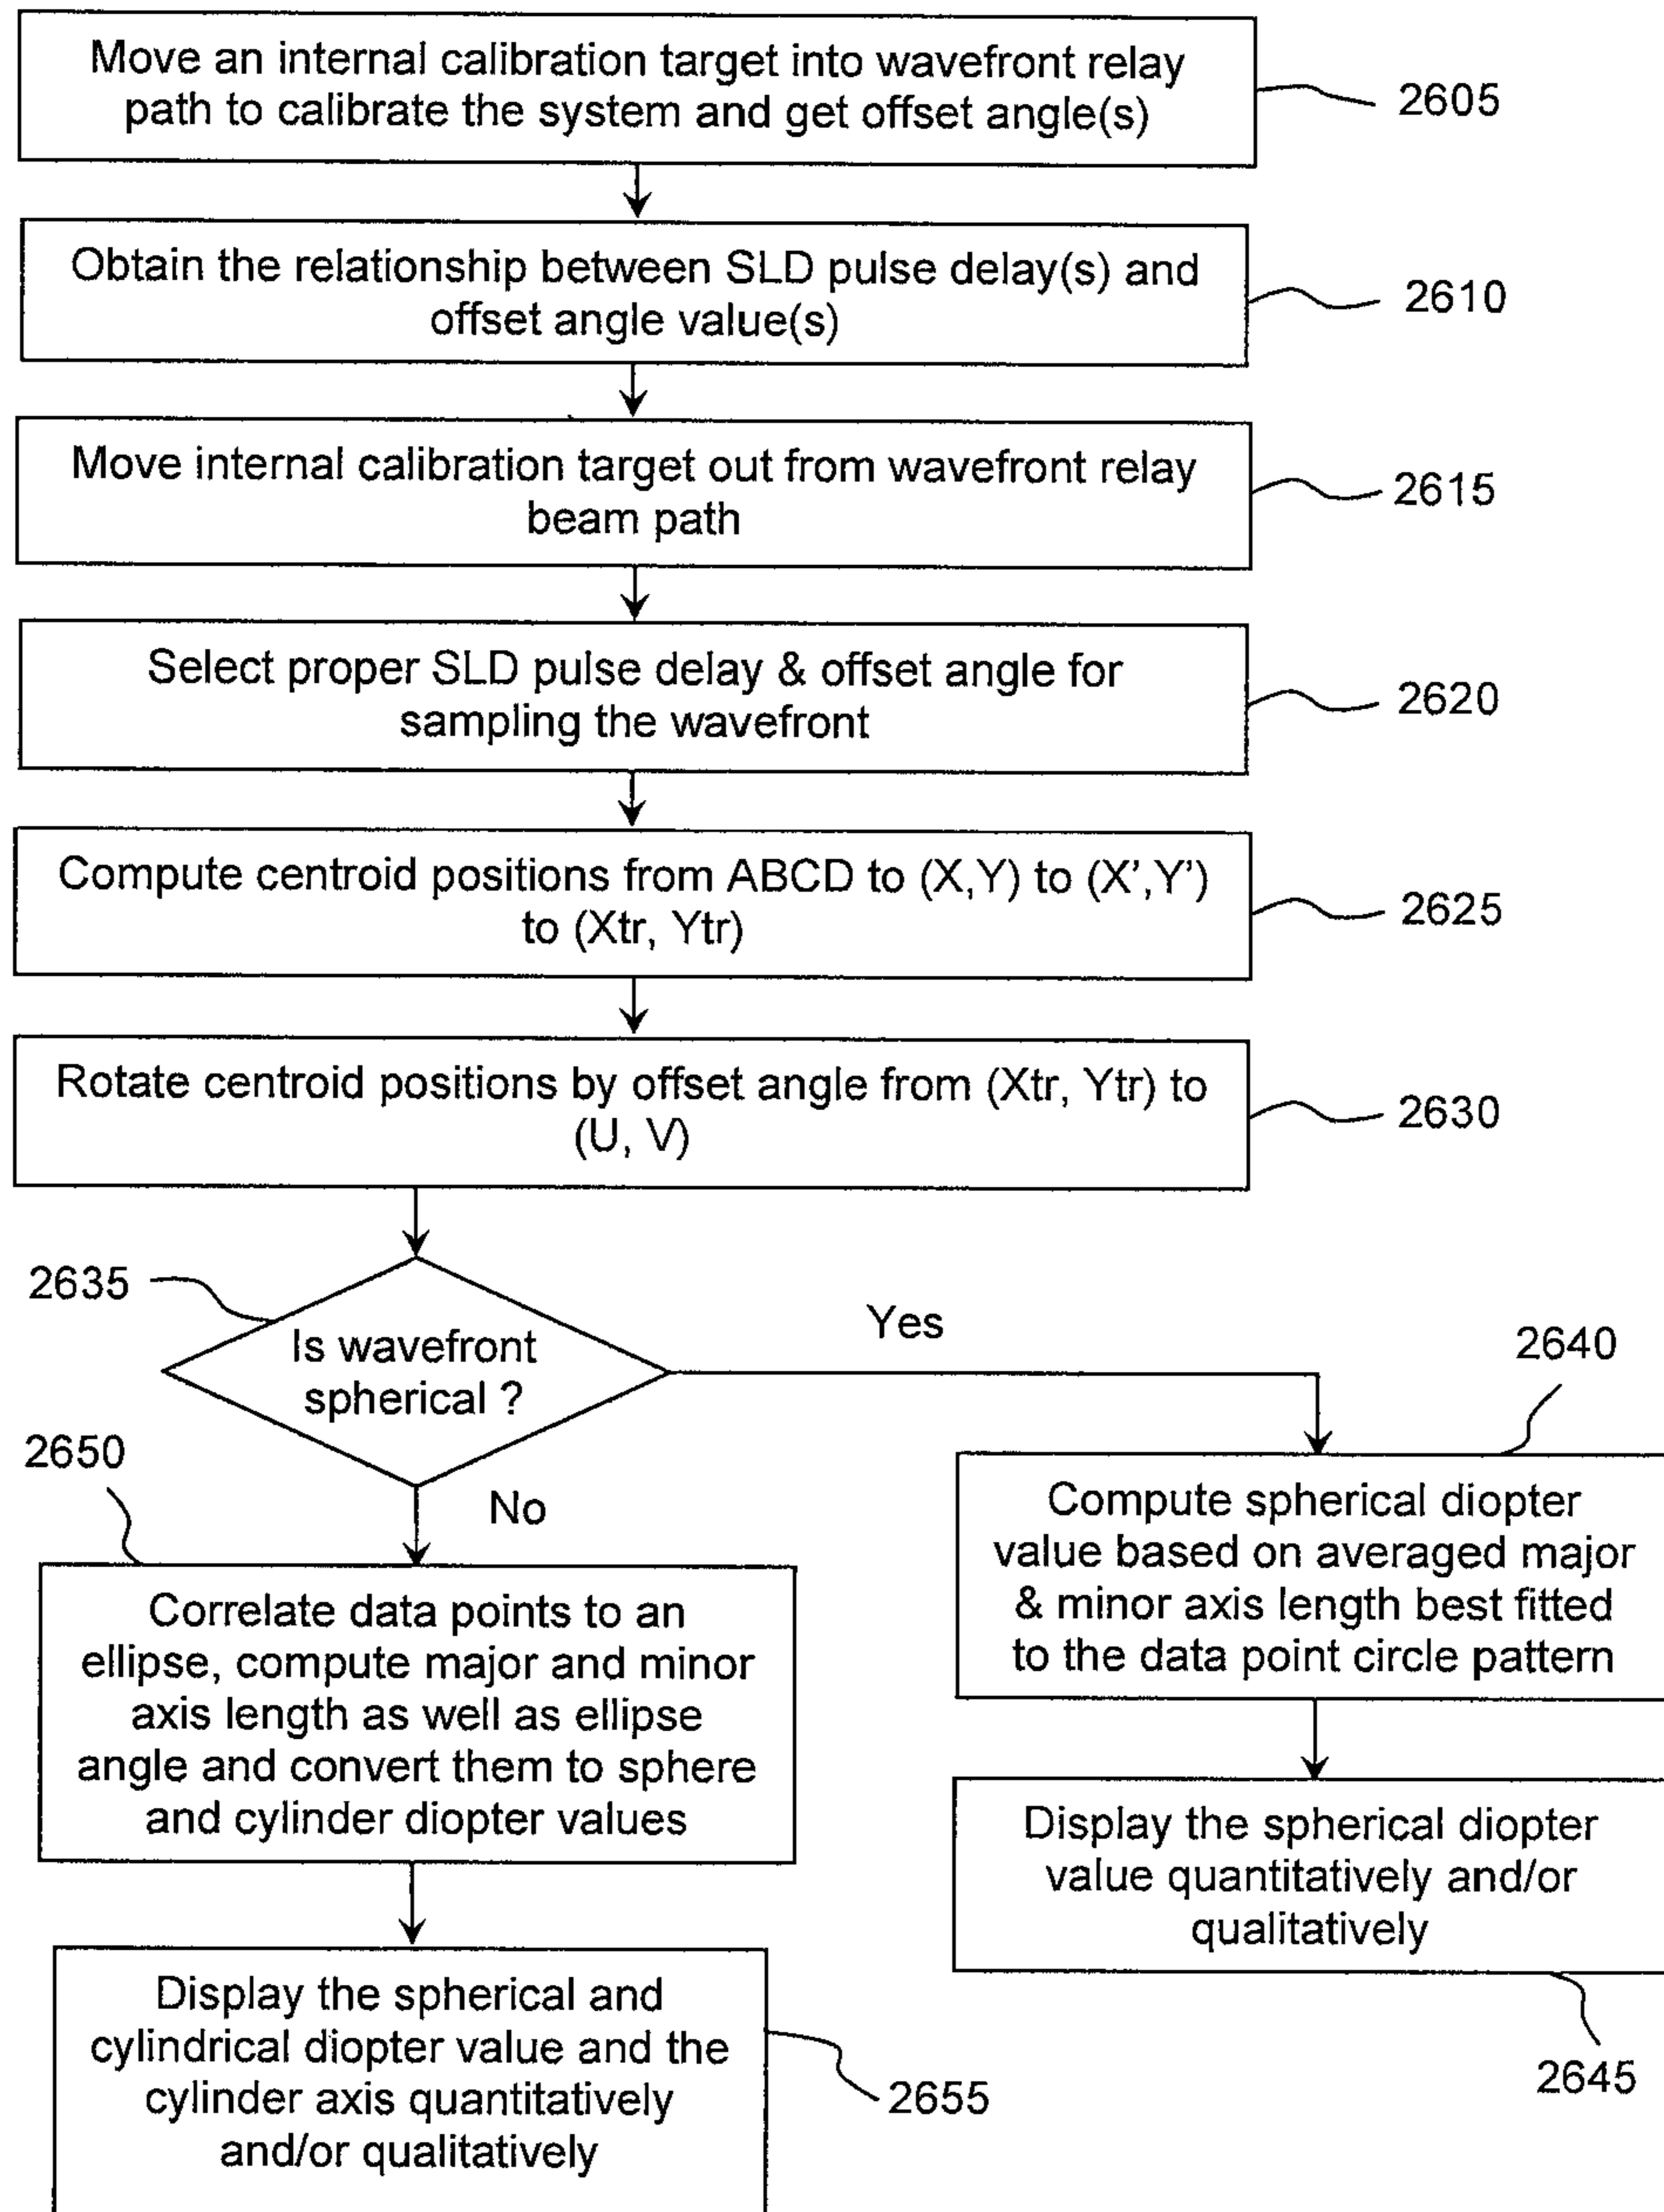 Move an internal calibration target into wavefront relay
path to calibrate the system and get offset angle(s)
2605
Obtain the relationship between SLD pulse delay(s) and
offset angle value(s)
2610
Move internal calibration target out from wavefront relay
beam path
2615
Select proper SLD pulse delay & offset angle for
sampling the wavefront
2620
Compute centroid positions from ABCD to (X,Y) to (X',Y')
to (Xtr, Ytr)
2625
Rotate centroid positions by offset angle from (Xtr, Ytr) to
(U, V)
2630
2635
Is wavefront
spherical ?
Yes
No
2640
Compute spherical diopter
value based on averaged major
& minor axis length best fitted
to the data point circle pattern
2650
Correlate data points to an
ellipse, compute major and minor
axis length as well as ellipse
angle and convert them to sphere
and cylinder diopter values
Display the spherical diopter
value quantitatively and/or
qualitatively
2645
Display the spherical and
cylindrical diopter value and the
cylinder axis quantitatively
and/or qualitatively
2655